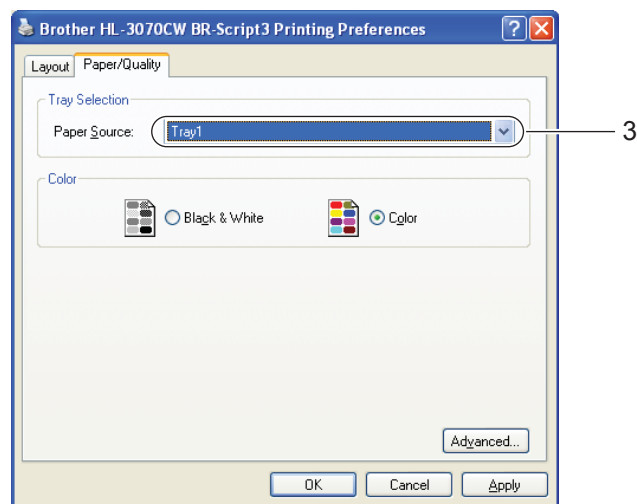 Brother HL-3070CW BR-Script3 Printing Preferences
Layout Paper/Quality
Tray Selection
Paper Source: Tray1
3
Color
Black & White Color
Advanced...
OK Cancel Apply